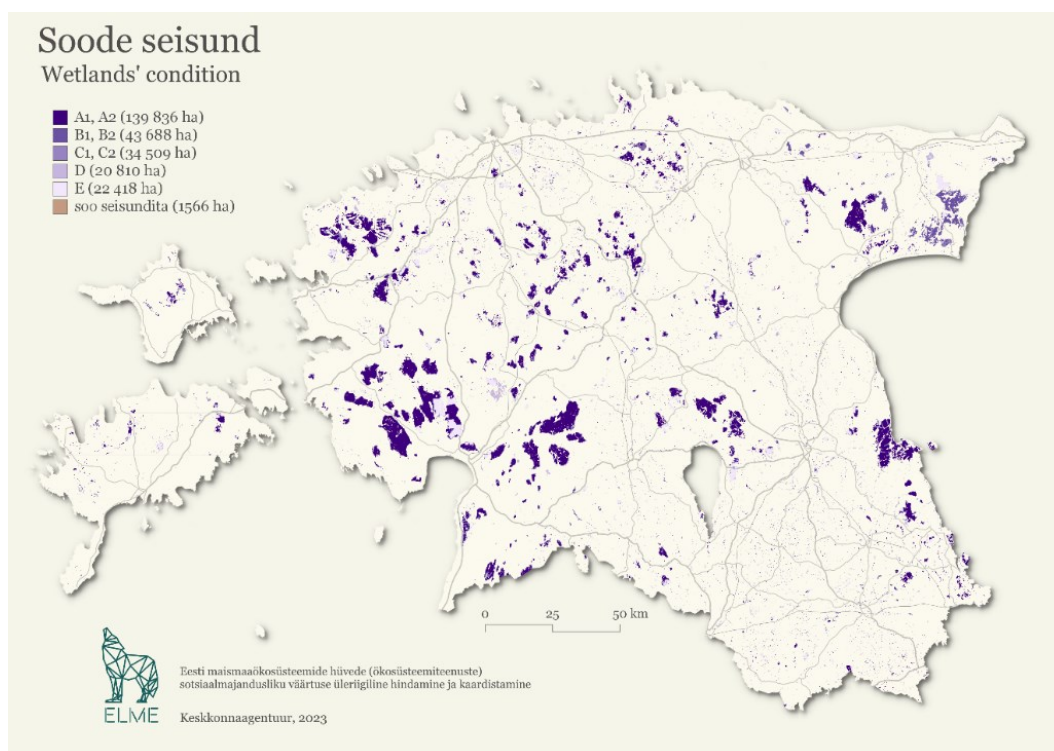 Soode seisund
Wetlands' condition
A1, A2 (139 836 ha)
B1, B2 (43 688 ha)
C1, C2 (34 509 ha)
D (20 810 ha)
E (22 418 ha)
soo seisundita (1566 ha)
0 25 50 km
Eesti maismaaökosüsteemide hüvede (ökosüsteemiteenuste)
sotsiaalmajandusliku väärtuse üleriigiline hindamine ja kaardistamine
ELME
Keskkonnaagentuur, 2023